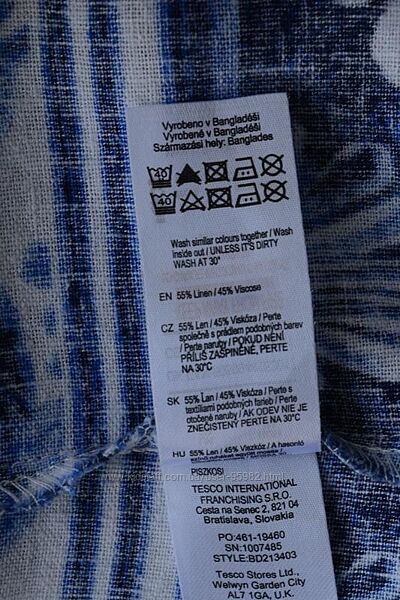 Vyrobeno v Bangladéši
Vyrobené v Bangladéši
Származási hely: Banglades
40
40
Wash similar colours together / Wash
inside out / UNLESS IT'S DIRTY
WASH AT 30°
EN 55% Linen / 45% Viscose
CZ 55% Len / 45% Viskóza / Perte
společně s prádlem podobných barev
/ Perte naruby / POKUD NENÍ
PŘÍLIŠ ZAŠPINĚNÉ, PERTE
NA 30°C
SK 55% Len / 45% Viskóza / Perte s
textíliami podobných farieb / Perte
otočené naruby / AK ODEV NIE JE
ZNEČISTENÝ PERTE NA 30°C
HU 55% Len / 45% Viszkóz / A hasonló
PISZKOS!
TESCO INTERNATIONAL
FRANCHISING S.R.O.
Cesta na Senec 2, 821 04
Bratislava, Slovakia
PO:461-19460
SN:1007485
STYLE:BD213403
Tesco Stores Ltd.,
Welwyn Garden City
AL7 1GA, U.K.